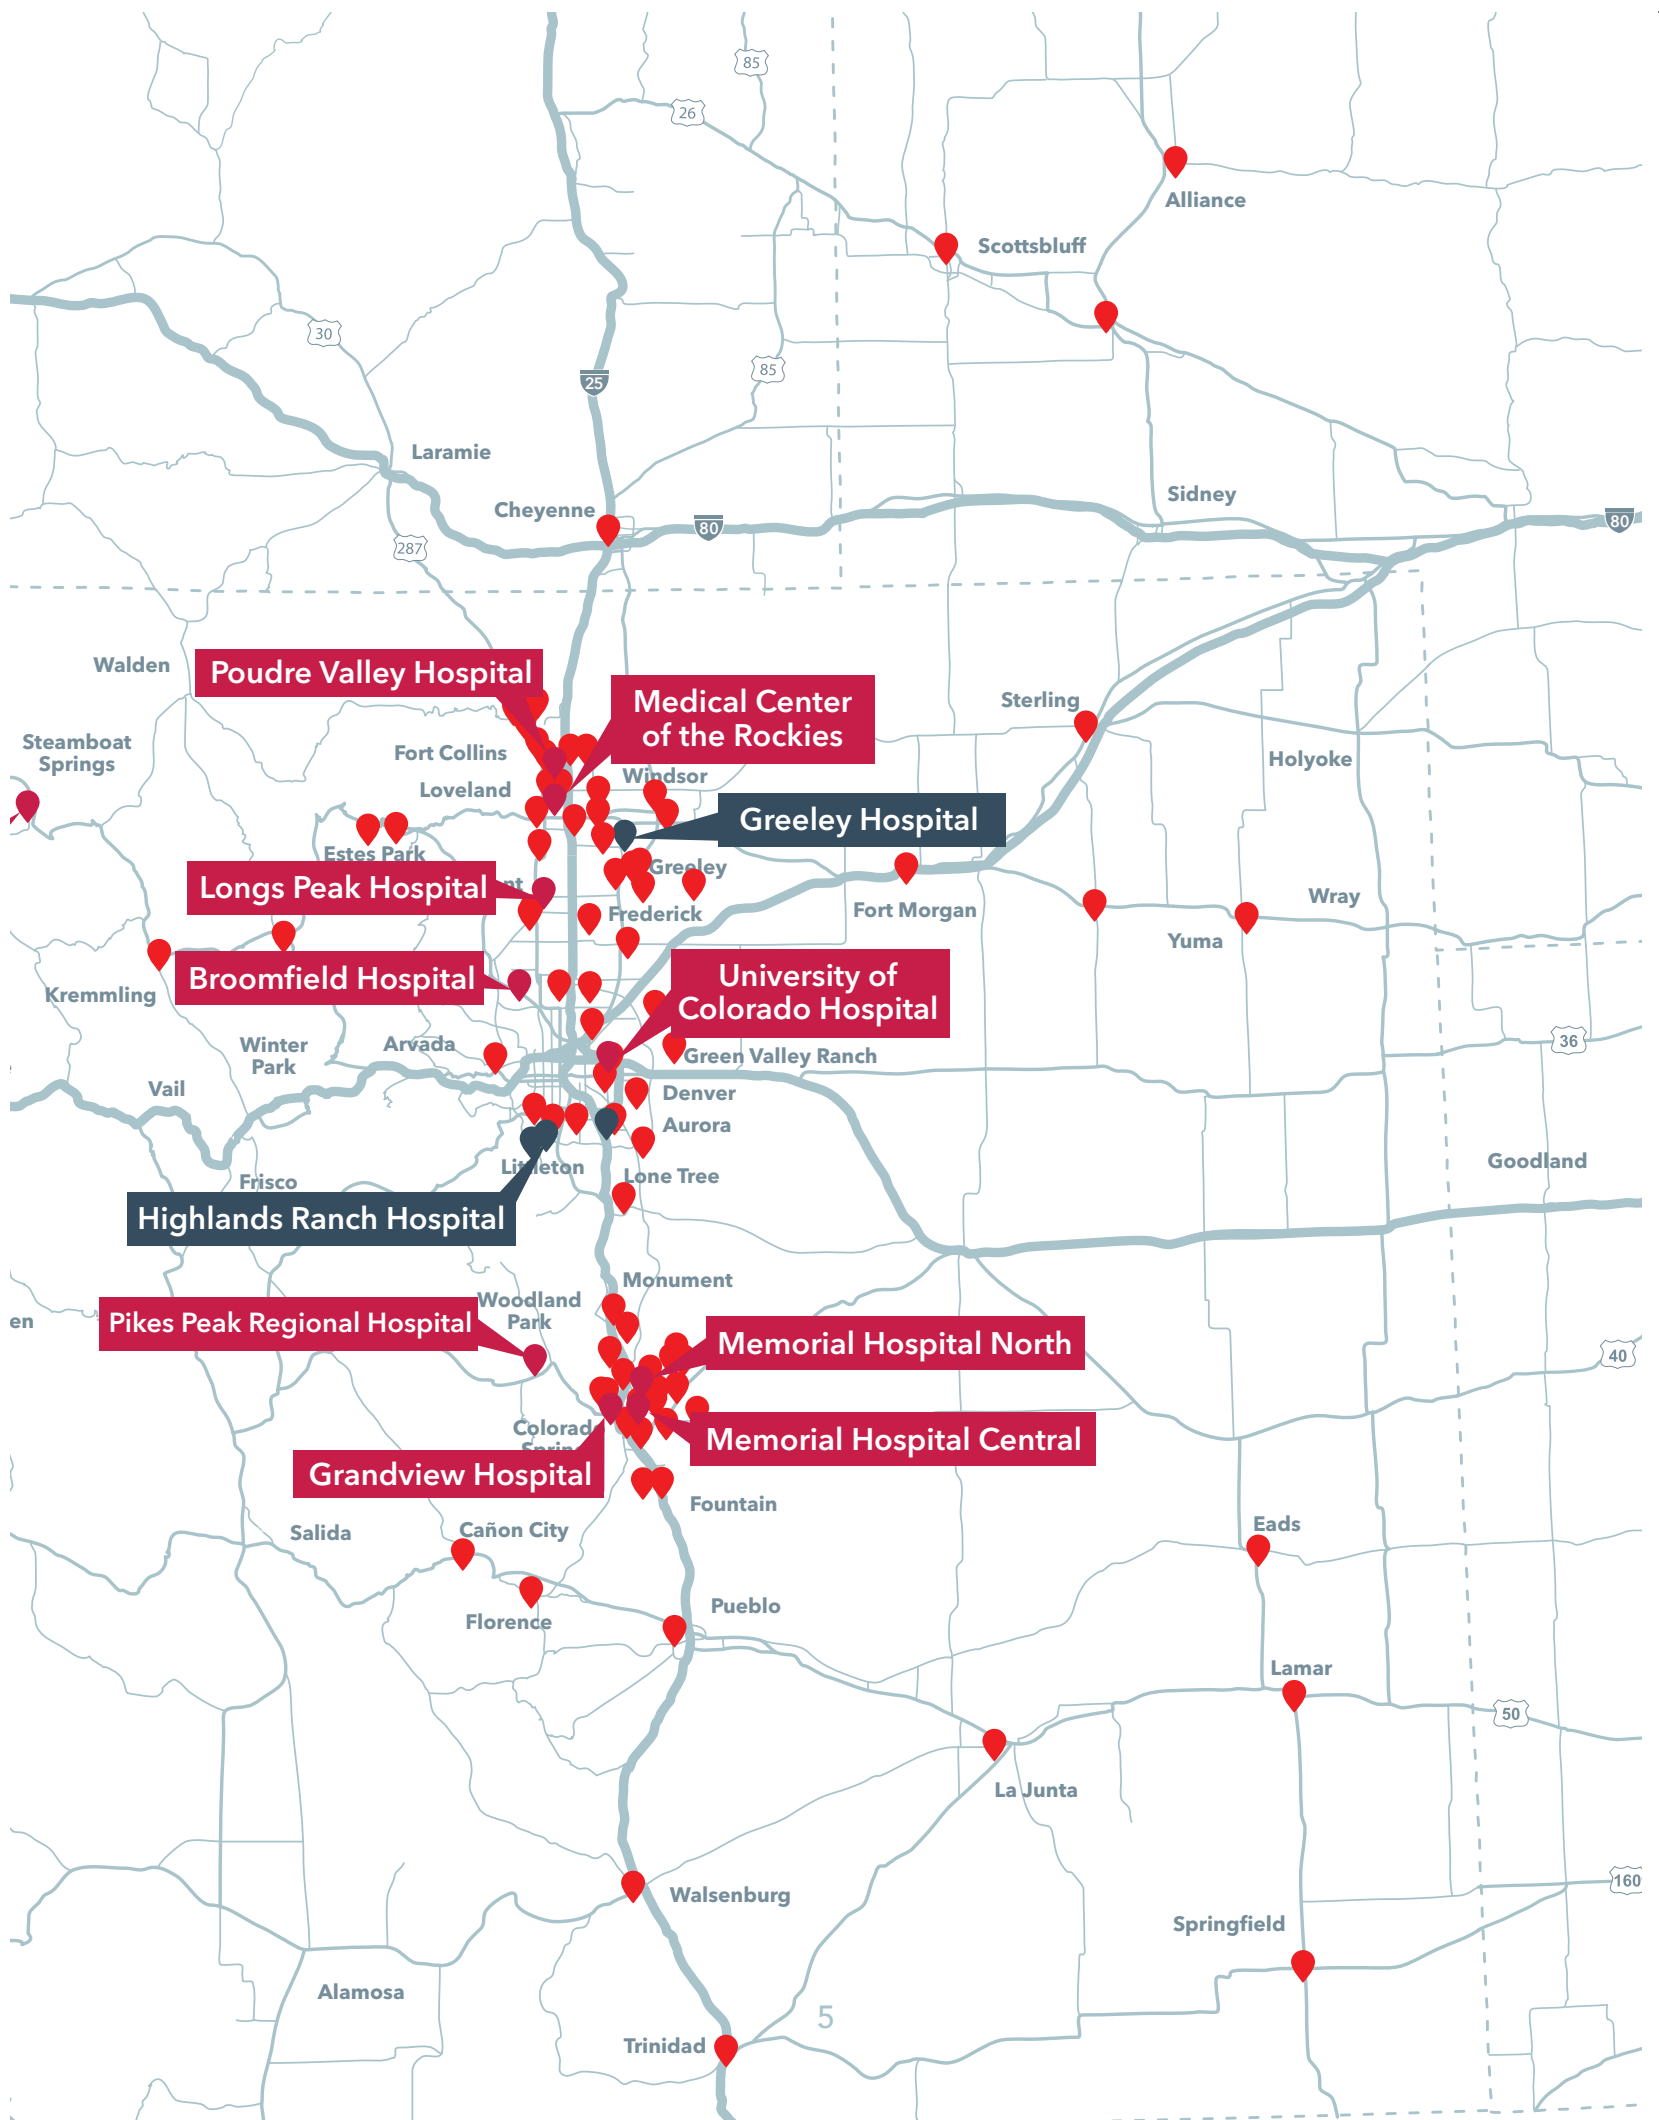 85
26
Alliance
Scottsbluff
30
25
85
Laramie
Sidney
Cheyenne
80
80
287
Walden
Poudre Valley Hospital
Medical Center
of the Rockies
Sterling
Steamboat
Springs
Fort Collins
Holyoke
Windsor
Loveland
Greeley Hospital
Estes Park
Greeley
Longs Peak Hospital
nt
Wray
Frederick
Fort Morgan
Yuma
Broomfield Hospital
University of
Colorado Hospital
Kremmling
36
Winter
Park
Arvada
Green Valley Ranch
Vail
Denver
Aurora
Littleton
Goodland
Frisco
Lone Tree
Highlands Ranch Hospital
Monument
Woodland
Park
en
Pikes Peak Regional Hospital
Memorial Hospital North
40
Colorado
Springs
Memorial Hospital Central
Grandview Hospital
Fountain
Salida
Cañon City
Eads
Florence
Pueblo
Lamar
50
La Junta
160
Walsenburg
Springfield
Alamosa
5
Trinidad